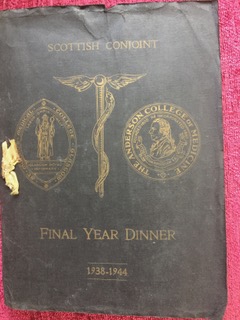 SCOTTISH CONJOINT
THE ANDERSON COLLEGE OF MEDICINE
FINAL YEAR DINNER
1938-1944